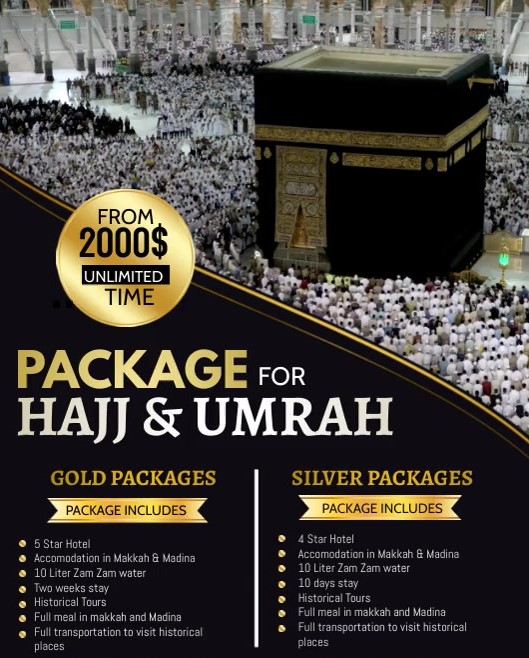 FROM
2000$
UNLIMITED
TIME
PACKAGE FOR
HAJJ & UMRAH
GOLD PACKAGES
PACKAGE INCLUDES
5 Star Hotel
Accomodation in Makkah & Madina
10 Liter Zam Zam water
Two weeks stay
Historical Tours
Full meal in makkah and Madina
Full transportation to visit historical
places
SILVER PACKAGES
PACKAGE INCLUDES
4 Star Hotel
Accomodation in Makkah & Madina
10 Liter Zam Zam water
10 days stay
Historical Tours
Full meal in makkah and Madina
Full transportation to visit historical
places